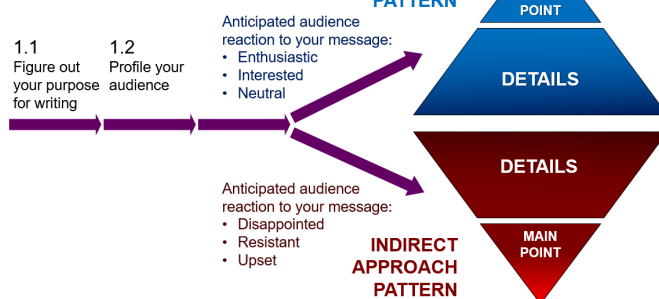 PATTERN
POINT
1.1
Figure out
your purpose
for writing
1.2
Profile your
audience
Anticipated audience
reaction to your message:
• Enthusiastic
• Interested
• Neutral
DETAILS
DETAILS
Anticipated audience
reaction to your message:
• Disappointed
• Resistant
• Upset
INDIRECT
APPROACH
PATTERN
MAIN
POINT